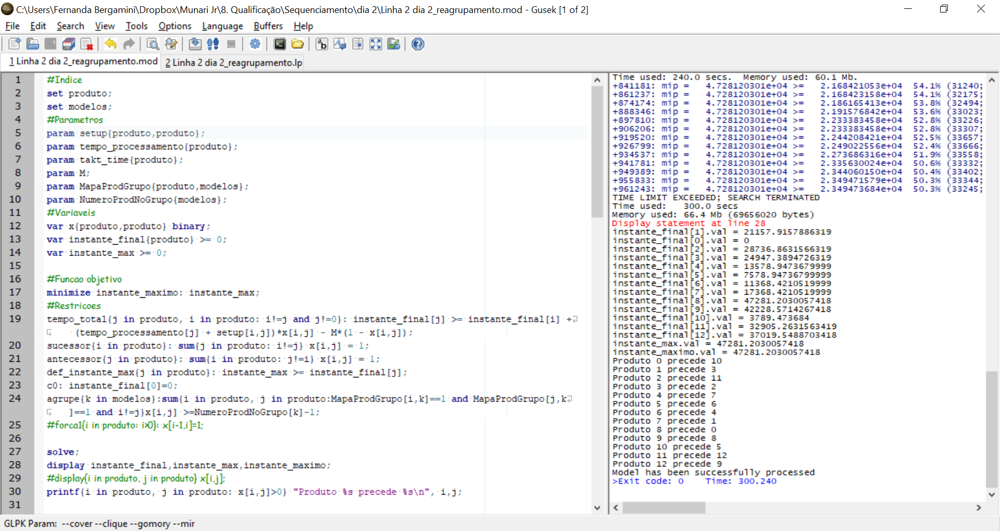 C:\Users\Fernanda Bergamini\Dropbox\Munari Jr\8. Qualificação\Sequenciamento\dia 2\Linha 2 dia 2_reagrupamento.mod - Gusek [1 of 2]
File Edit Search View Tools Options Language Buffers Help
1 Linha 2 dia 2_reagrupamento.mod 2 Linha 2 dia 2_reagrupamento.lp
1 #Indice
2 set produto;
3 set modelos;
4 #Parametros
5 param setup{produto,produto};
6 param tempo_processamento{produto};
7 param takt_time{produto};
8 param M;
9 param MapaProdGrupo{produto,modelos};
10 param NumeroProdNoGrupo{modelos};
11 #Variaveis
12 var x{produto,produto} binary;
13 var instante_final{produto} >= 0;
14 var instante_max >= 0;
15
16 #Funcao objetivo
17 minimize instante_maximo: instante_max;
18 #Restricoes
19 tempo_total{j in produto, i in produto: i!=j and j!=0}: instante_final[j] >= instante_final[i] +
(tempo_processamento[j] + setup[i,j])*x[i,j] - M*(1 - x[i,j]);
20 sucessor{i in produto}: sum{j in produto: i!=j} x[i,j] = 1;
21 antecessor{j in produto}: sum{i in produto: j!=i} x[i,j] = 1;
22 def_instante_max{j in produto}: instante_max >= instante_final[j];
23 c0: instante_final[0]=0;
24 agrupe{k in modelos}:sum{i in produto, j in produto:MapaProdGrupo[i,k]==1 and MapaProdGrupo[j,k
]==1 and i!=j}x[i,j] >=NumeroProdNoGrupo[k]-1;
25 #forca1{i in produto: i>0}: x[i-1,i]=1;
26
27 solve;
28 display instante_final,instante_max,instante_maximo;
29 #display{i in produto, j in produto} x[i,j];
30 printf{i in produto, j in produto: x[i,j]>0} "Produto %s precede %s\n", i,j;
31
Time used: 240.0 secs. Memory used: 60.1 Mb.
+841181: mip = 4.728120301e+04 >= 2.168421053e+04 54.1% (31240;
+861237: mip = 4.728120301e+04 >= 2.168423158e+04 54.1% (32175;
+874174: mip = 4.728120301e+04 >= 2.186165413e+04 53.8% (32494;
+888346: mip = 4.728120301e+04 >= 2.191576842e+04 53.6% (33023;
+897810: mip = 4.728120301e+04 >= 2.233383458e+04 52.8% (33226;
+906206: mip = 4.728120301e+04 >= 2.233383458e+04 52.8% (33307;
+919520: mip = 4.728120301e+04 >= 2.244208421e+04 52.5% (33657;
+926799: mip = 4.728120301e+04 >= 2.249022556e+04 52.4% (33666;
+934537: mip = 4.728120301e+04 >= 2.273686316e+04 51.9% (33558;
+941781: mip = 4.728120301e+04 >= 2.335630024e+04 50.6% (33332;
+949389: mip = 4.728120301e+04 >= 2.344060150e+04 50.4% (33402;
+955833: mip = 4.728120301e+04 >= 2.349471579e+04 50.3% (33344;
+961243: mip = 4.728120301e+04 >= 2.349473684e+04 50.3% (33245;
TIME LIMIT EXCEEDED; SEARCH TERMINATED
Time used: 300.0 secs
Memory used: 66.4 Mb (69656020 bytes)
Display statement at line 28
instante_final[1].val = 21157.9157886319
instante_final[0].val = 0
instante_final[2].val = 28736.8631566319
instante_final[3].val = 24947.3894726319
instante_final[4].val = 13578.9473679999
instante_final[5].val = 7578.94736799999
instante_final[6].val = 11368.4210519999
instante_final[7].val = 17368.4210519999
instante_final[8].val = 47281.2030057418
instante_final[9].val = 42228.5714267418
instante_final[10].val = 3789.473684
instante_final[11].val = 32905.2631563419
instante_final[12].val = 37019.5488703418
instante_max.val = 47281.2030057418
instante_maximo.val = 47281.2030057418
Produto 0 precede 10
Produto 1 precede 3
Produto 2 precede 11
Produto 3 precede 2
Produto 4 precede 7
Produto 5 precede 6
Produto 6 precede 4
Produto 7 precede 1
Produto 8 precede 0
Produto 9 precede 8
Produto 10 precede 5
Produto 11 precede 12
Produto 12 precede 9
Model has been successfully processed
>Exit code: 0 Time: 300.240
GLPK Param: --cover --clique --gomory --mir